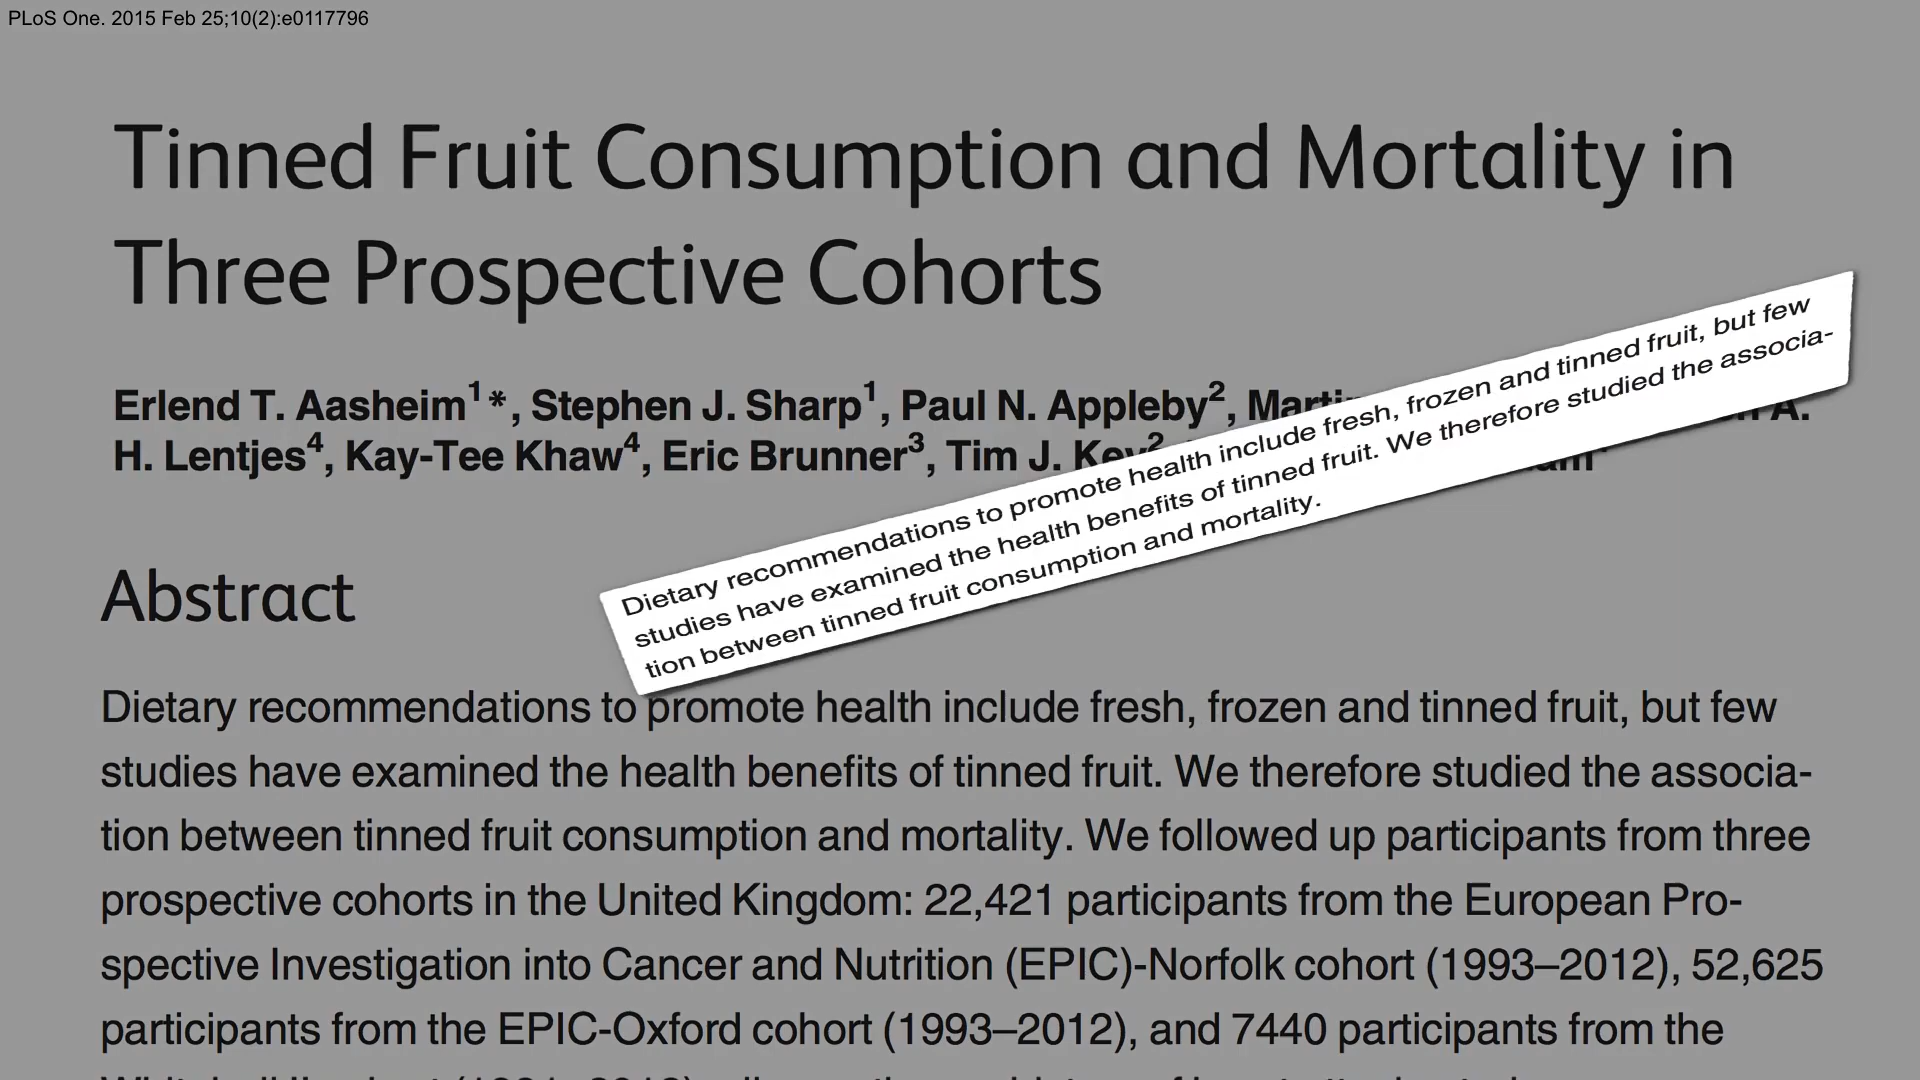 PLoS One. 2015 Feb 25;10(2):e0117796
Tinned Fruit Consumption and Mortality in
Three Prospective Cohorts
Erlend T. Aasheim1*, Stephen J. Sharp1, Paul N. Appleby2, A.
H. Lentjes4, Kay-Tee Khaw4, Eric Brunner3, Tim J. Key2
Dietary recommendations to promote health include fresh, frozen and tinned fruit, but few
studies have examined the health benefits of tinned fruit. We therefore studied the associa-
tion between tinned fruit consumption and mortality.
Abstract
Dietary recommendations to promote health include fresh, frozen and tinned fruit, but few
studies have examined the health benefits of tinned fruit. We therefore studied the associa-
tion between tinned fruit consumption and mortality. We followed up participants from three
prospective cohorts in the United Kingdom: 22,421 participants from the European Pro-
spective Investigation into Cancer and Nutrition (EPIC)-Norfolk cohort (1993–2012), 52,625
participants from the EPIC-Oxford cohort (1993–2012), and 7440 participants from the